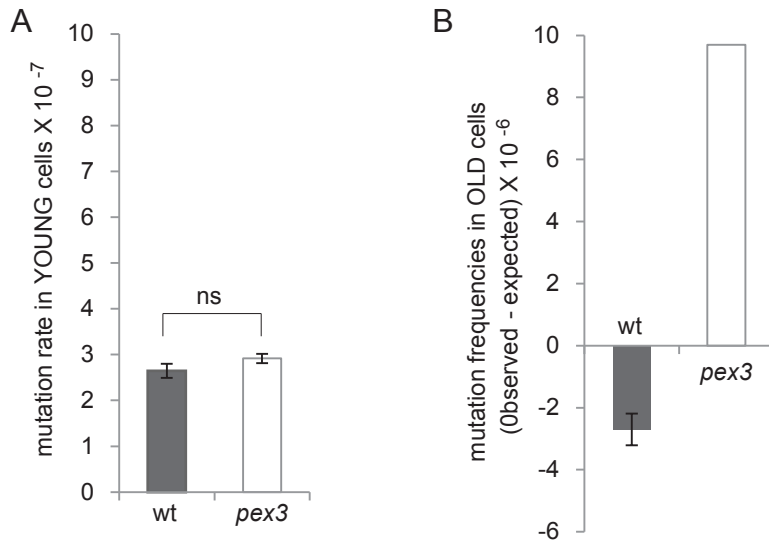 A
mutation rate in YOUNG cells X 10 -7
10
9
8
7
6
5
4
3
2
1
0
ns
wt
pex3
B
mutation frequencies in OLD cells
(0bserved - expected) X 10 -6
10
8
6
4
2
0
-2
-4
-6
wt
pex3